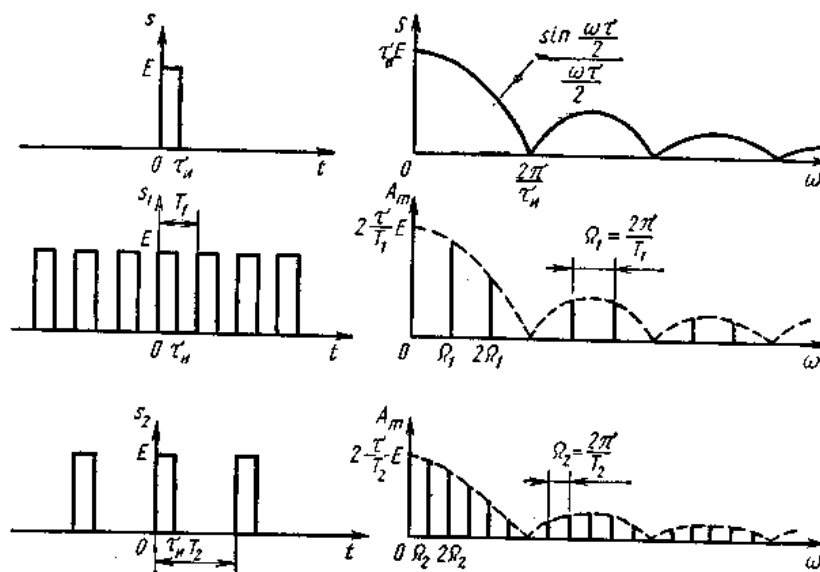 s
E
0 τи
t
S
τиE
sin ωτ/2
ωτ/2
0
2π/τи
ω
s₁
T₁
E
0 τи
t
Aₘ
2 τ/T₁ E
Ω₁ = 2π/T₁
0 Ω₁ 2Ω₁
ω
s₂
E
0 τи T₂
t
Aₘ
2 τ/T₂ E
Ω₂ = 2π/T₂
0 Ω₂ 2Ω₂
ω